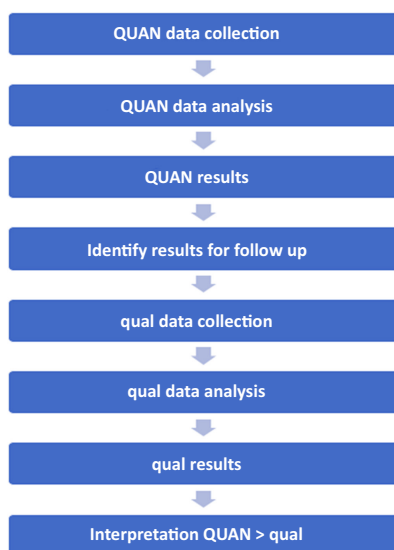 QUAN data collection
QUAN data analysis
QUAN results
Identify results for follow up
qual data collection
qual data analysis
qual results
Interpretation QUAN > qual